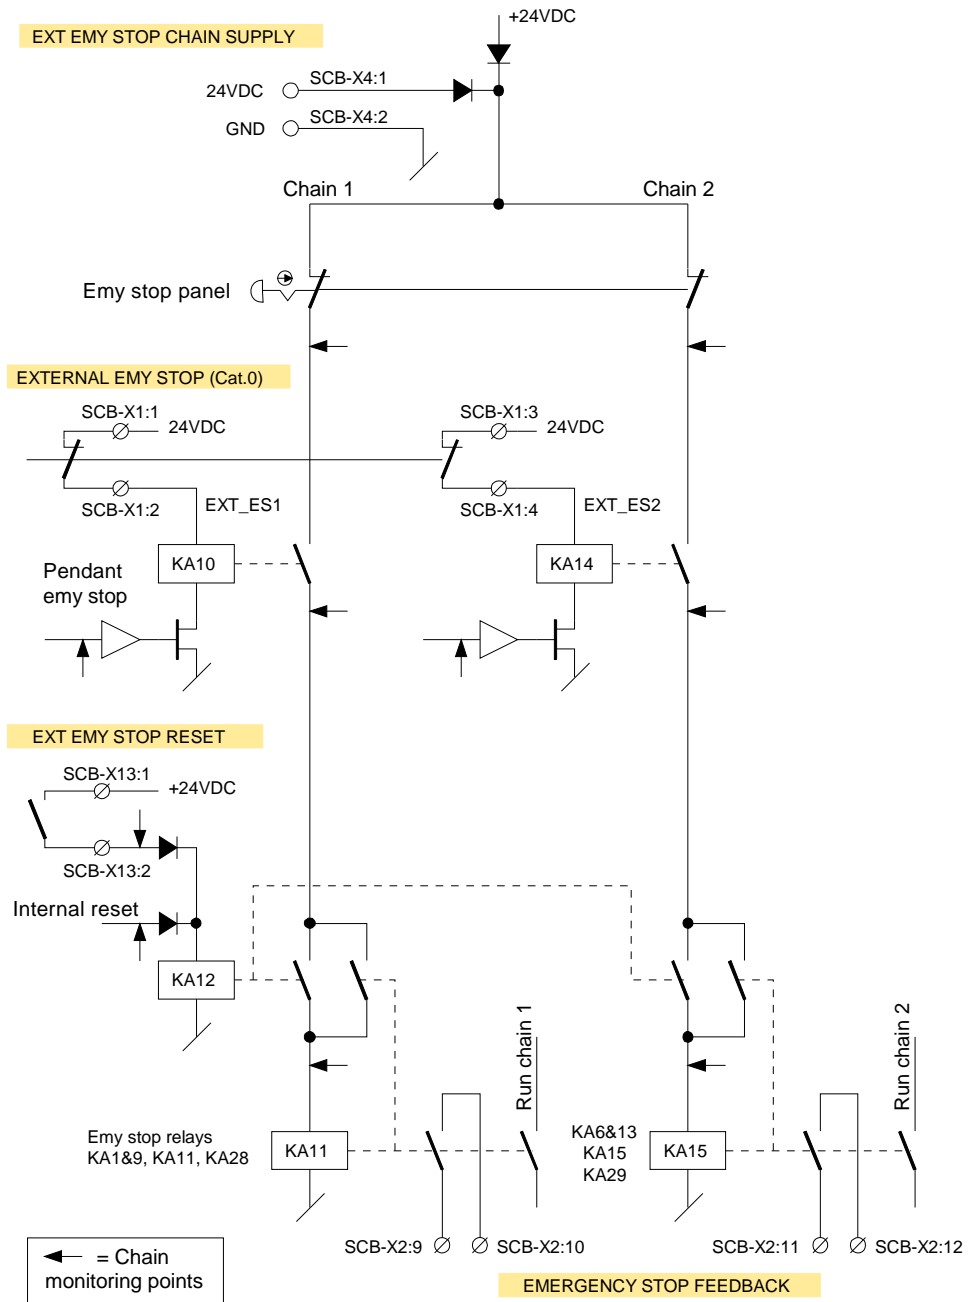 +24VDC
EXT EMY STOP CHAIN SUPPLY
SCB-X4:1
24VDC
SCB-X4:2
GND
Chain 1
Chain 2
Emy stop panel
EXTERNAL EMY STOP (Cat.0)
SCB-X1:1
24VDC
SCB-X1:3
24VDC
SCB-X1:2
EXT_ES1
SCB-X1:4
EXT_ES2
KA10
KA14
Pendant
emy stop
EXT EMY STOP RESET
SCB-X13:1
+24VDC
SCB-X13:2
Internal reset
KA12
Run chain 1
Run chain 2
Emy stop relays
KA1&9, KA11, KA28
KA11
KA6&13
KA15
KA29
KA15
SCB-X2:9
SCB-X2:10
SCB-X2:11
SCB-X2:12
= Chain
monitoring points
EMERGENCY STOP FEEDBACK